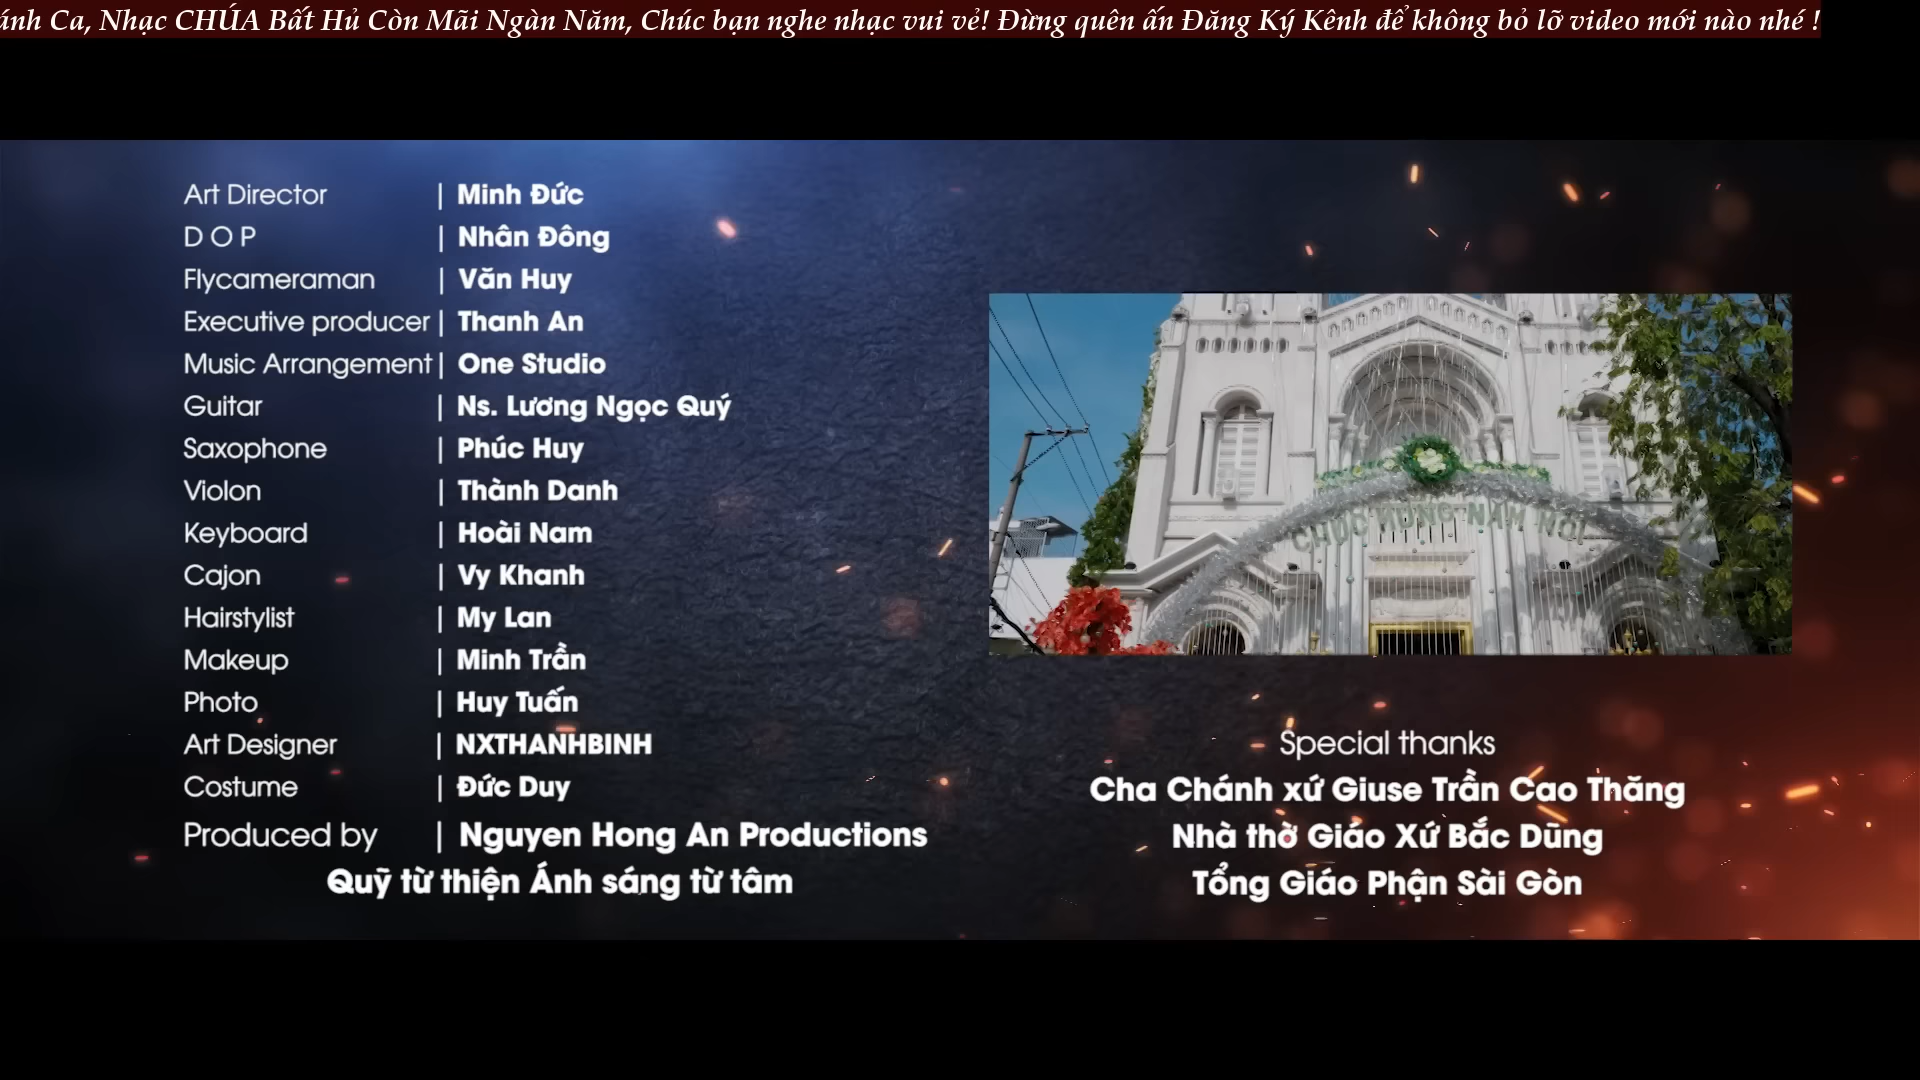 ánh Ca, Nhạc CHÚA Bất Hủ Còn Mãi Ngàn Năm, Chúc bạn nghe nhạc vui vẻ! Đừng quên ấn Đăng Ký Kênh để không bỏ lỡ video mới nào nhé !
Art Director | Minh Đức
D O P | Nhân Đông
Flycameraman | Văn Huy
Executive producer | Thanh An
Music Arrangement | One Studio
Guitar | Ns. Lương Ngọc Quý
Saxophone | Phúc Huy
Violon | Thành Danh
Keyboard | Hoài Nam
Cajon | Vy Khanh
Hairstylist | My Lan
Makeup | Minh Trần
Photo | Huy Tuấn
Art Designer | NXTHANHBINH
Costume | Đức Duy
Produced by | Nguyen Hong An Productions
Quỹ từ thiện Ánh sáng từ tâm
CHÚC MỪNG NĂM MỚI
Special thanks
Cha Chánh xứ Giuse Trần Cao Thăng
Nhà thờ Giáo Xứ Bắc Dũng
Tổng Giáo Phận Sài Gòn